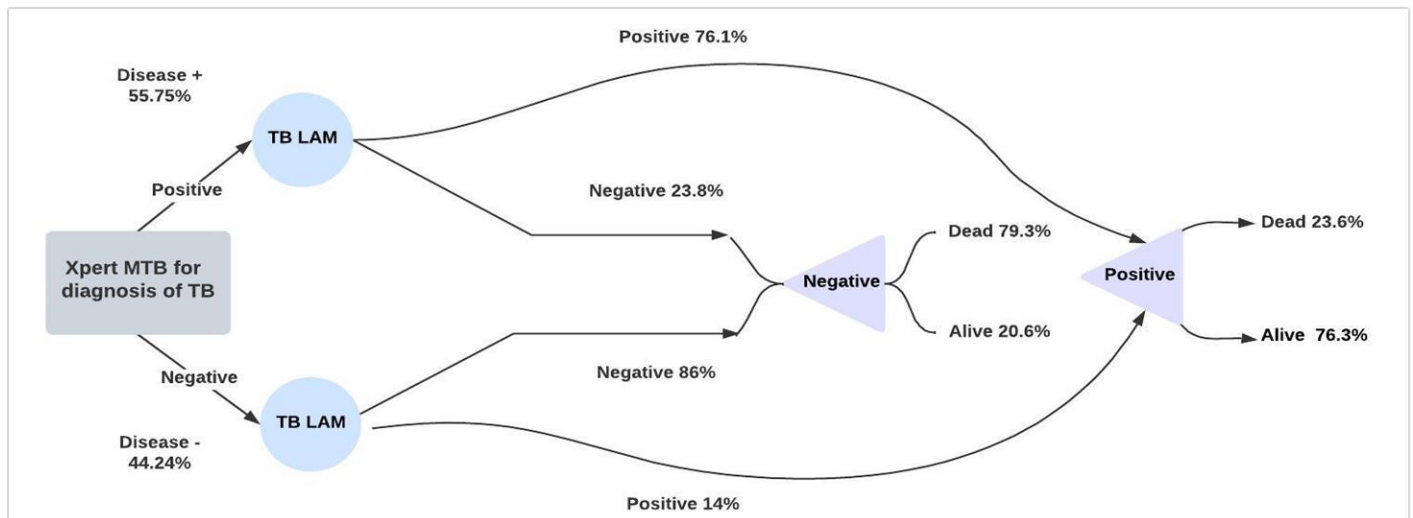 Positive 76.1%
Disease +
55.75%
TB LAM
Positive
Negative 23.8%
Xpert MTB for
diagnosis of TB
Dead 79.3%
Negative
Alive 20.6%
Dead 23.6%
Positive
Alive  76.3%
Negative
Negative 86%
TB LAM
Disease -
44.24%
Positive 14%